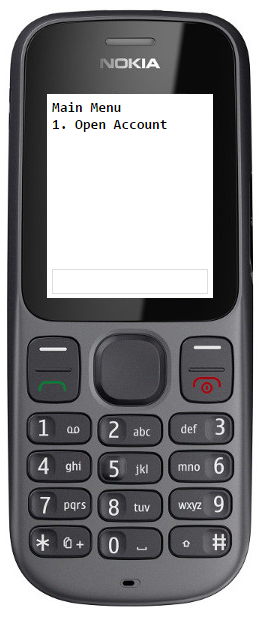 NOKIA
Main Menu
1. Open Account
1 2 abc def 3
4 ghi 5 jkl mno 6
7 pqrs 8 tuv wxyz 9
* + 0 #